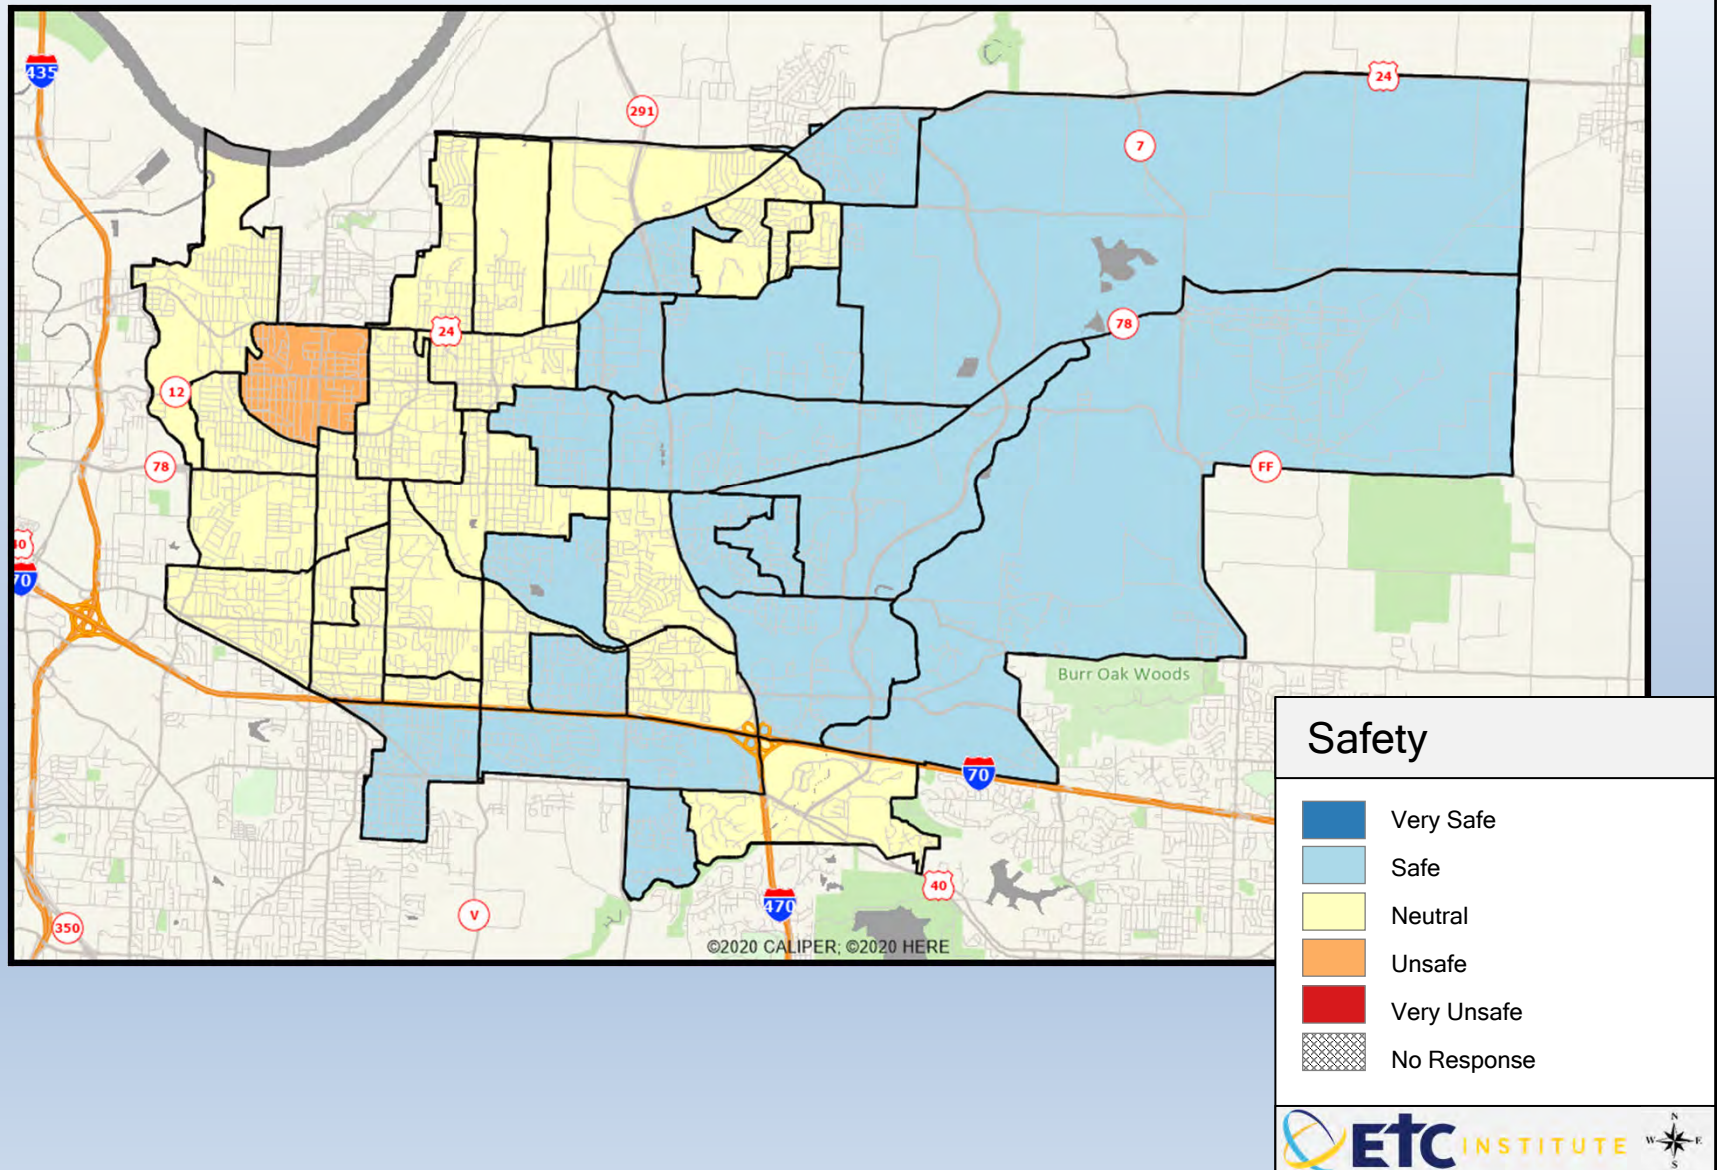 435
291
24
7
24
78
12
78
FF
40
70
Burr Oak Woods
70
40
470
V
350
©2020 CALIPER; ©2020 HERE
Safety
Very Safe
Safe
Neutral
Unsafe
Very Unsafe
No Response
ETC INSTITUTE
N
W E
S